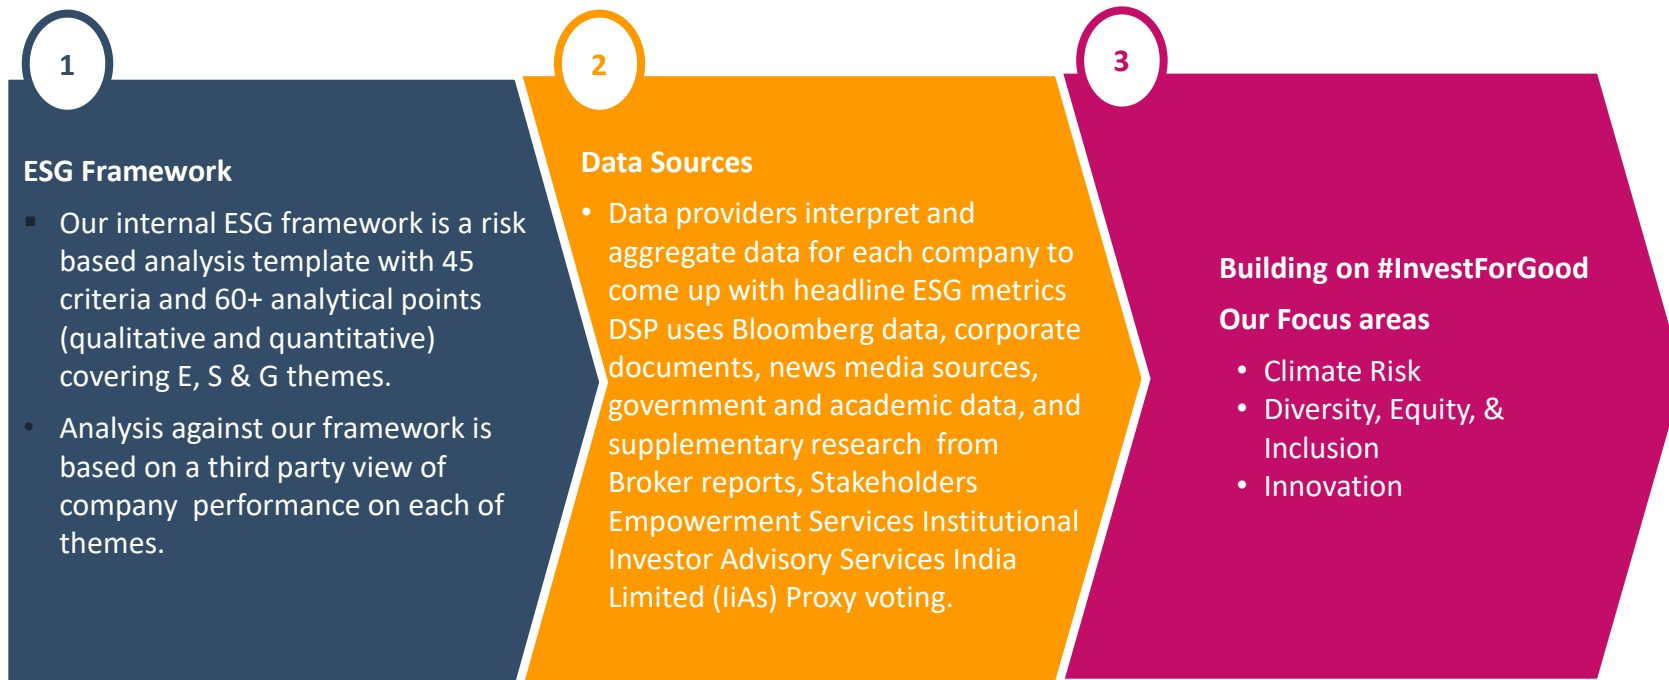 1
ESG Framework
▪ Our internal ESG framework is a risk
based analysis template with 45
criteria and 60+ analytical points
(qualitative and quantitative)
covering E, S & G themes.
• Analysis against our framework is
based on a third party view of
company  performance on each of
themes.
2
Data Sources
• Data providers interpret and
aggregate data for each company to
come up with headline ESG metrics
DSP uses Bloomberg data, corporate
documents, news media sources,
government and academic data, and
supplementary research  from
Broker reports, Stakeholders
Empowerment Services Institutional
Investor Advisory Services India
Limited (IiAs) Proxy voting.
3
Building on #InvestForGood
Our Focus areas
• Climate Risk
• Diversity, Equity, &
Inclusion
• Innovation